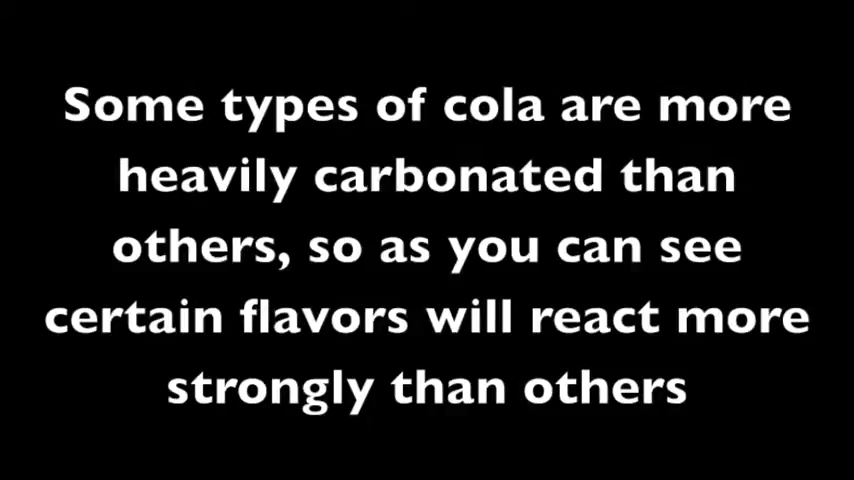 Some types of cola are more
heavily carbonated than
others, so as you can see
certain flavors will react more
strongly than others